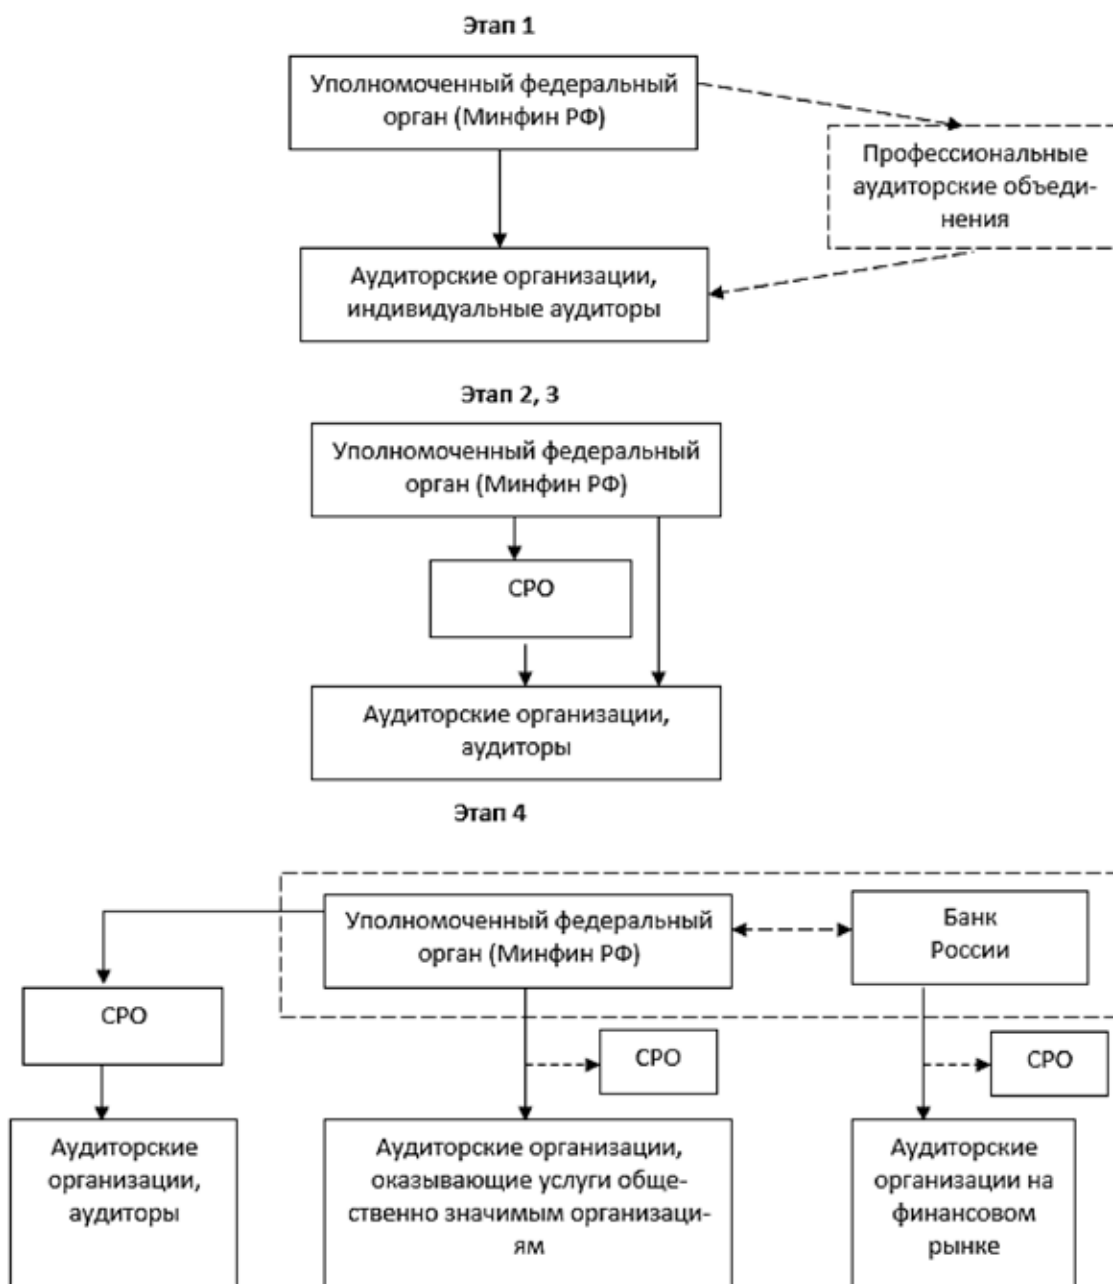 Этап 1
Уполномоченный федеральный
орган (Минфин РФ)
Профессиональные
аудиторские объеди-
нения
Аудиторские организации,
индивидуальные аудиторы
Этап 2, 3
Уполномоченный федеральный
орган (Минфин РФ)
СРО
Аудиторские организации,
аудиторы
Этап 4
Уполномоченный федеральный
орган (Минфин РФ)
Банк
России
СРО
СРО
СРО
Аудиторские
организации,
аудиторы
Аудиторские организации,
оказывающие услуги обще-
ственно значимым организаци-
ям
Аудиторские
организации на
финансовом
рынке